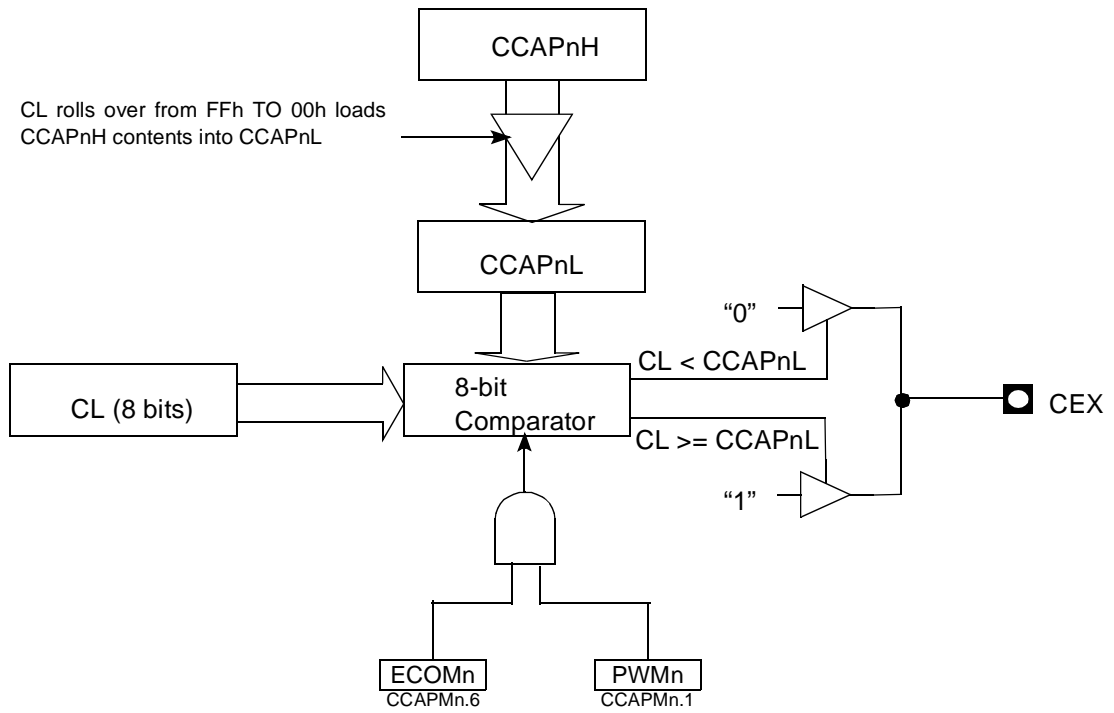 CCAPnH
CL rolls over from FFh TO 00h loads
CCAPnH contents into CCAPnL
CCAPnL
“0”
CL < CCAPnL
CL (8 bits)
8-bit
Comparator
CEX
CL >= CCAPnL
“1”
ECOMn
CCAPMn.6
PWMn
CCAPMn.1